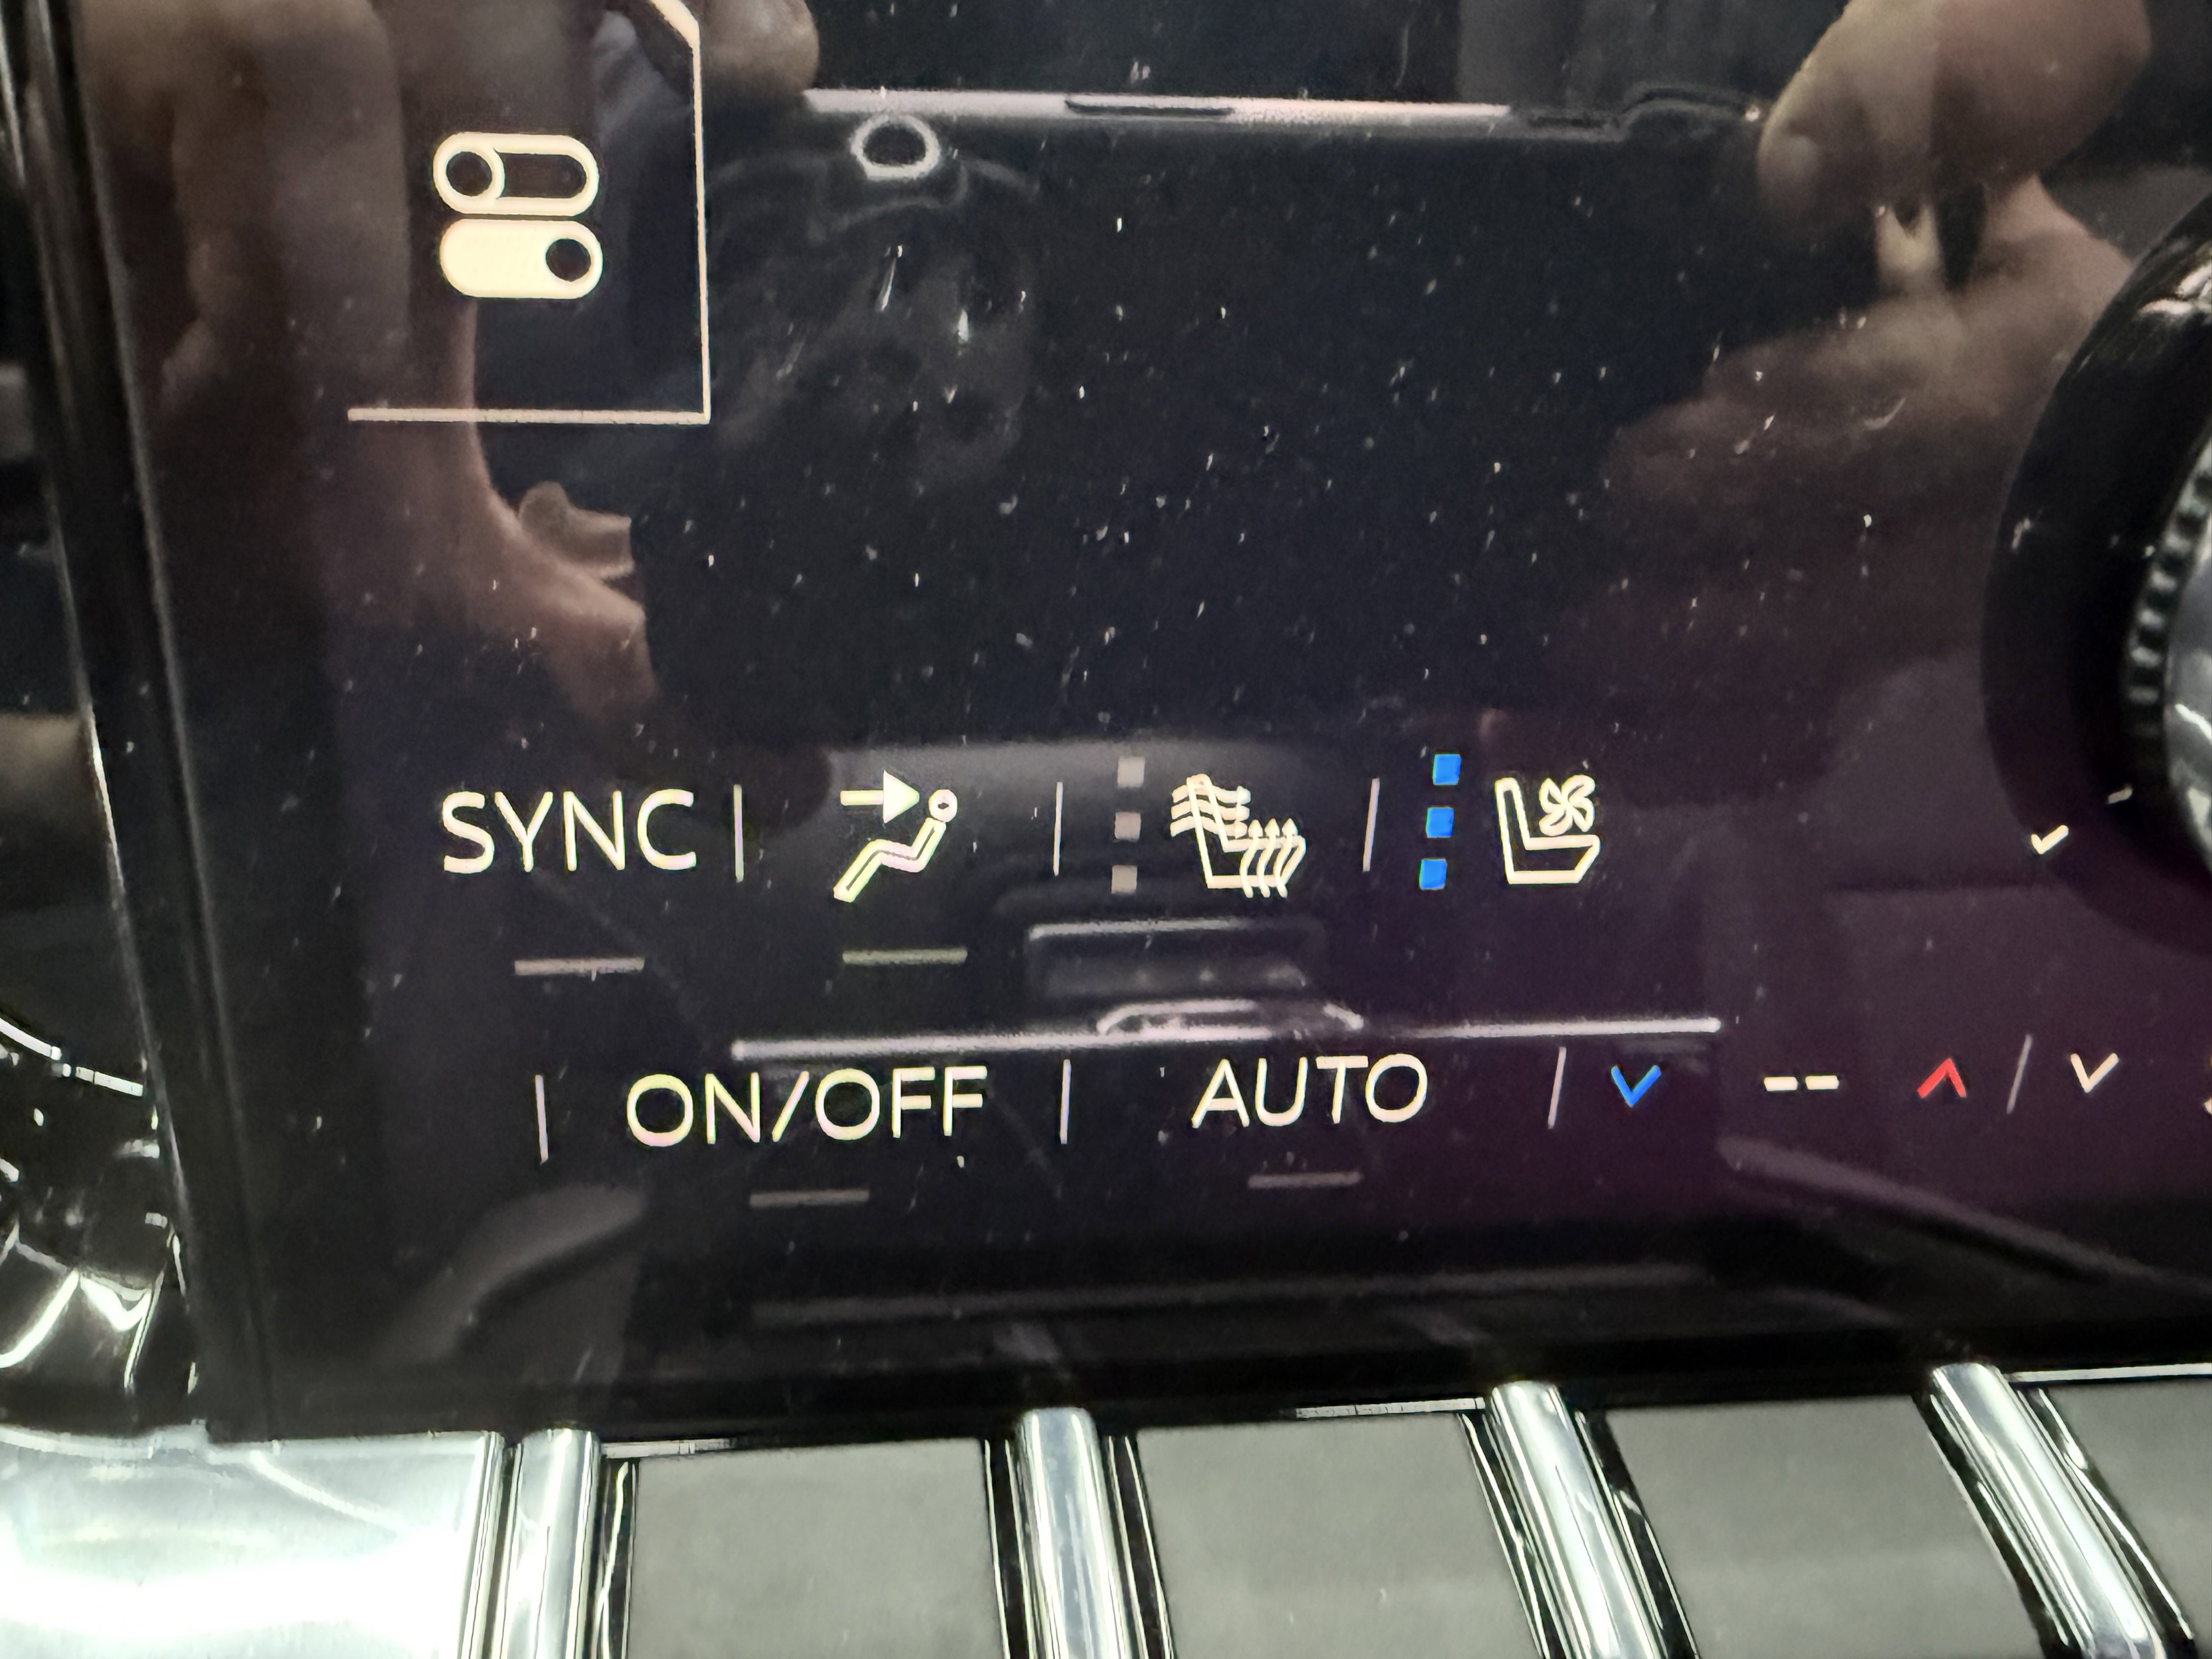 SYNC
ON/OFF AUTO --